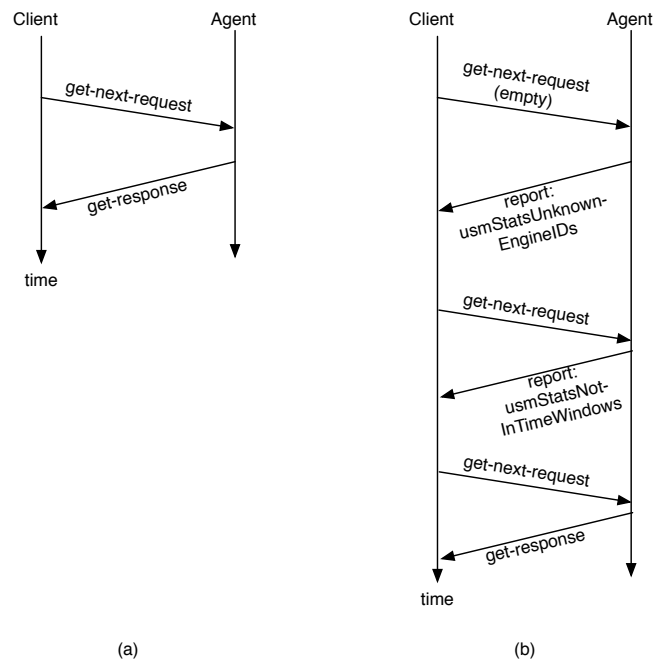 Client
Agent
get-next-request
get-response
time
(a)
Client
Agent
get-next-request
(empty)
report:
usmStatsUnknown-
EngineIDs
get-next-request
report:
usmStatsNot-
InTimeWindows
get-next-request
get-response
time
(b)